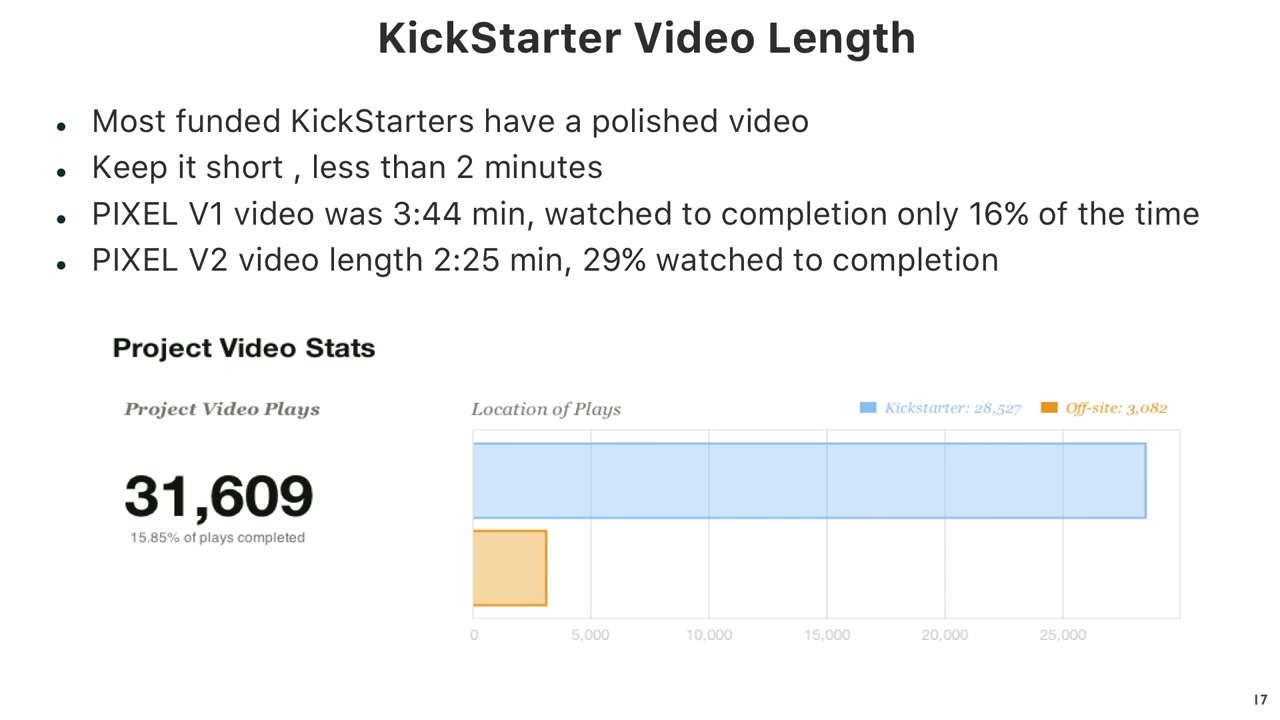 KickStarter Video Length
• Most funded KickStarters have a polished video
• Keep it short , less than 2 minutes
• PIXEL V1 video was 3:44 min, watched to completion only 16% of the time
• PIXEL V2 video length 2:25 min, 29% watched to completion
Project Video Stats
Project Video Plays
31,609
15.85% of plays completed
Location of Plays
Kickstarter: 28,527
Off-site: 3,082
0 5,000 10,000 15,000 20,000 25,000
17